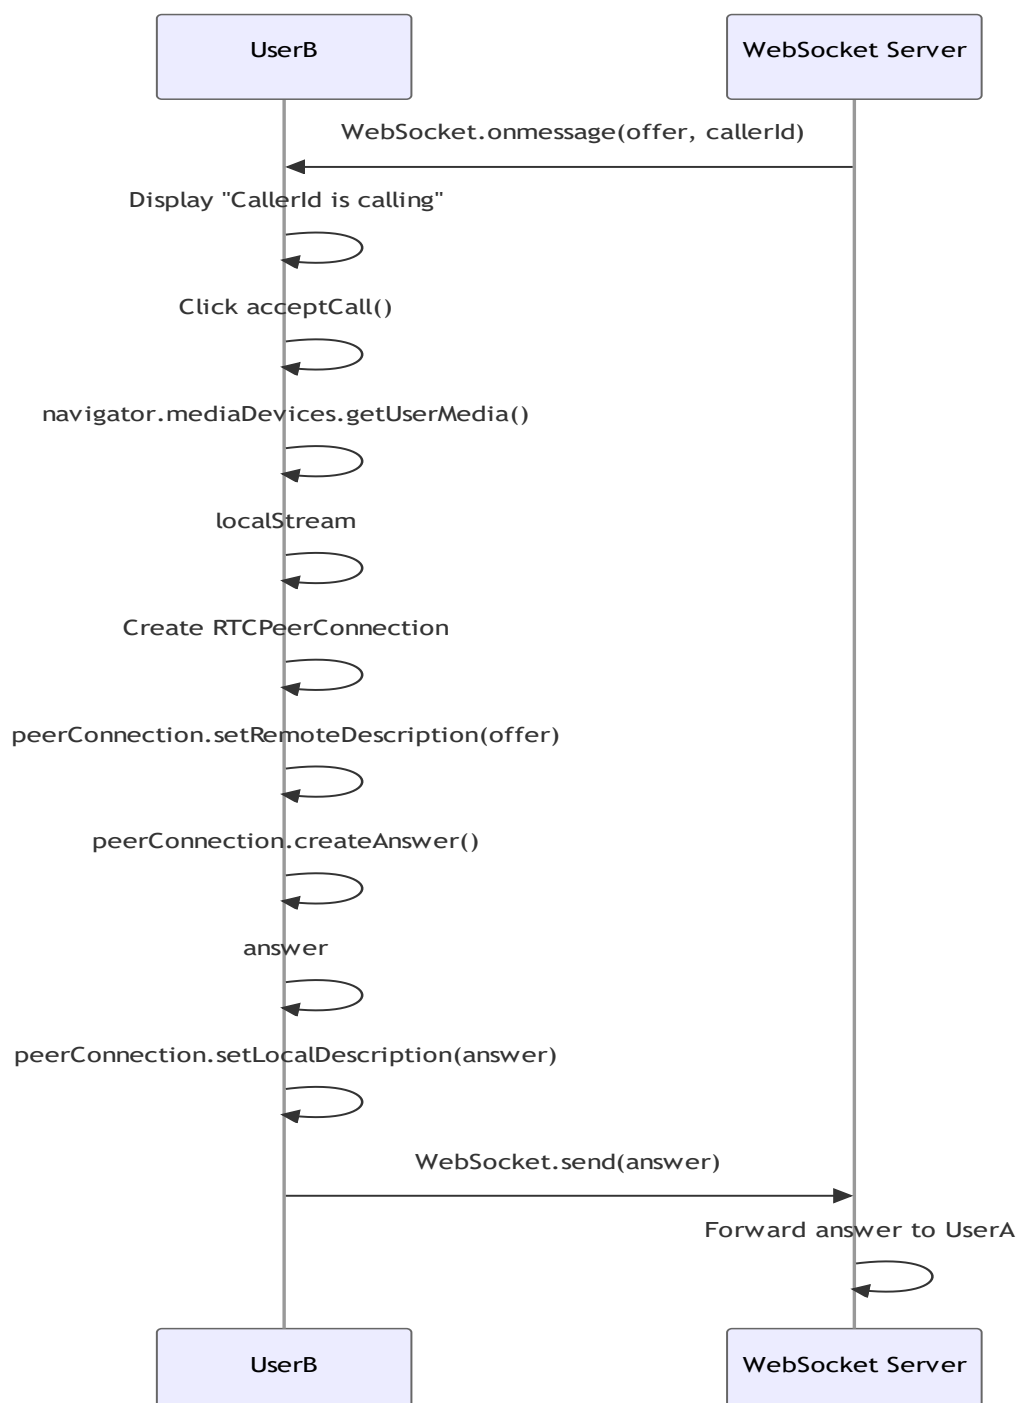 UserB
WebSocket Server
WebSocket.onmessage(offer, callerId)
Display "CallerId is calling"
Click acceptCall()
navigator.mediaDevices.getUserMedia()
localStream
Create RTCPeerConnection
peerConnection.setRemoteDescription(offer)
peerConnection.createAnswer()
answer
peerConnection.setLocalDescription(answer)
WebSocket.send(answer)
Forward answer to UserA
UserB
WebSocket Server